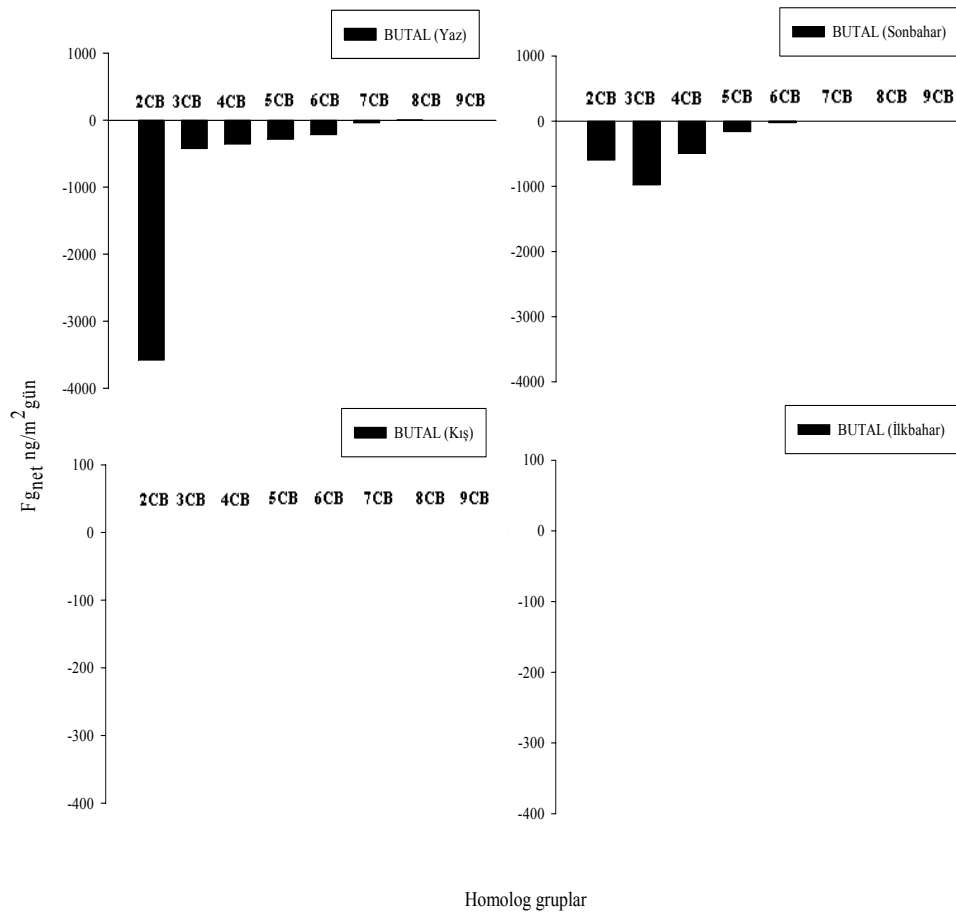 BUTAL (Yaz)
1000
2CB 3CB 4CB 5CB 6CB 7CB 8CB 9CB
0
-1000
-2000
-3000
-4000
BUTAL (Sonbahar)
1000
2CB 3CB 4CB 5CB 6CB 7CB 8CB 9CB
0
-1000
-2000
-3000
-4000
Fg_net ng/m² gün
BUTAL (Kış)
100
2CB 3CB 4CB 5CB 6CB 7CB 8CB 9CB
0
-100
-200
-300
-400
BUTAL (İlkbahar)
100
0
-100
-200
-300
-400
Homolog gruplar